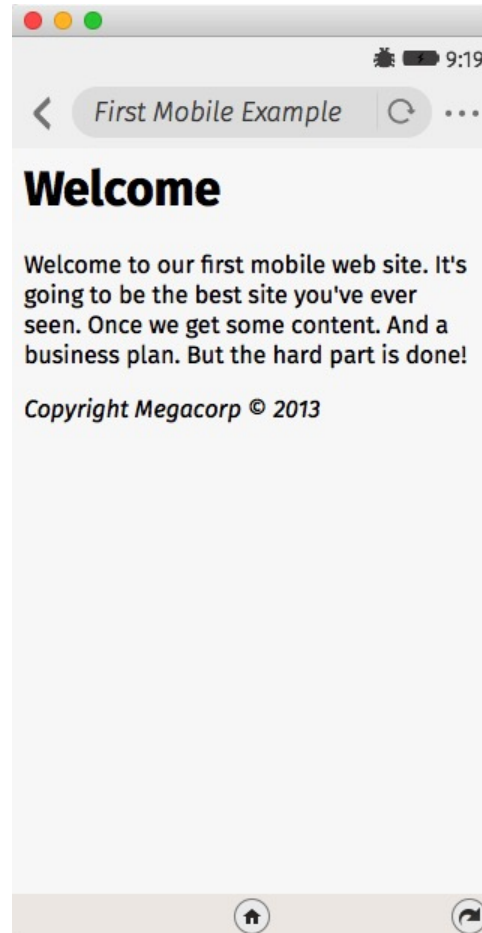 9:19
First Mobile Example
Welcome
Welcome to our first mobile web site. It's
going to be the best site you've ever
seen. Once we get some content. And a
business plan. But the hard part is done!
Copyright Megacorp © 2013